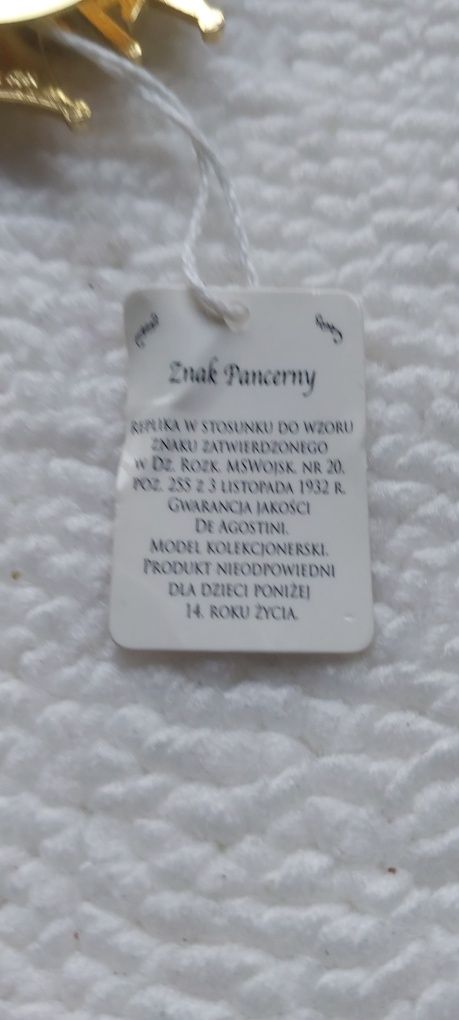 Znak Pancerny
REPLIKA W STOSUNKU DO WZORU
ZNAKU ZATWIERDZONEGO
W DZ. ROZK. MSWOJSK. NR 20,
POZ. 255 Z 3 LISTOPADA 1932 R.
GWARANCJA JAKOŚCI
DE AGOSTINI.
MODEL KOLEKCJONERSKI.
PRODUKT NIEODPOWIEDNI
DLA DZIECI PONIŻEJ
14. ROKU ŻYCIA.